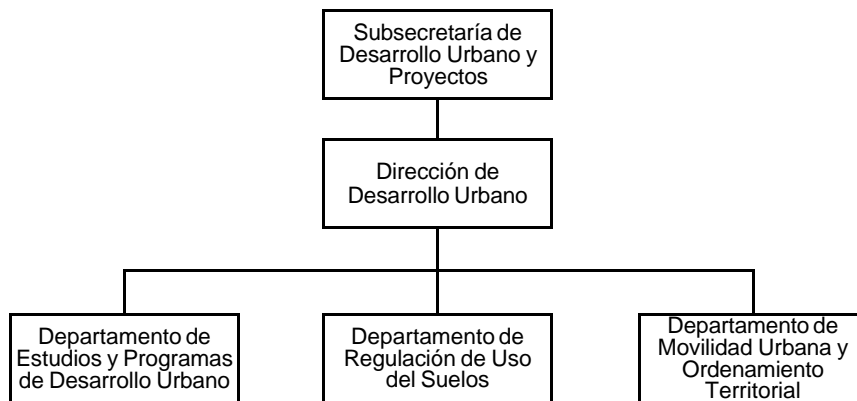 Subsecretaría de
Desarrollo Urbano y
Proyectos
Dirección de
Desarrollo Urbano
Departamento de
Estudios y Programas
de Desarrollo Urbano
Departamento de
Regulación de Uso
del Suelos
Departamento de
Movilidad Urbana y
Ordenamiento
Territorial